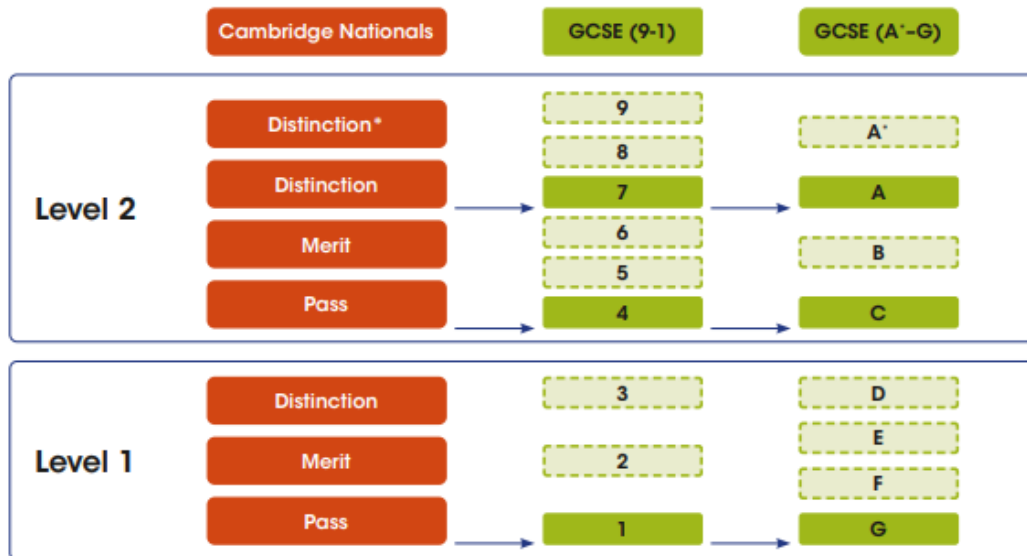 Cambridge Nationals GCSE (9-1) GCSE (A*-G)
Level 2
Distinction*
Distinction
Merit
Pass
9
8
7
6
5
4
A*
A
B
C
Level 1
Distinction
Merit
Pass
3
2
1
D
E
F
G